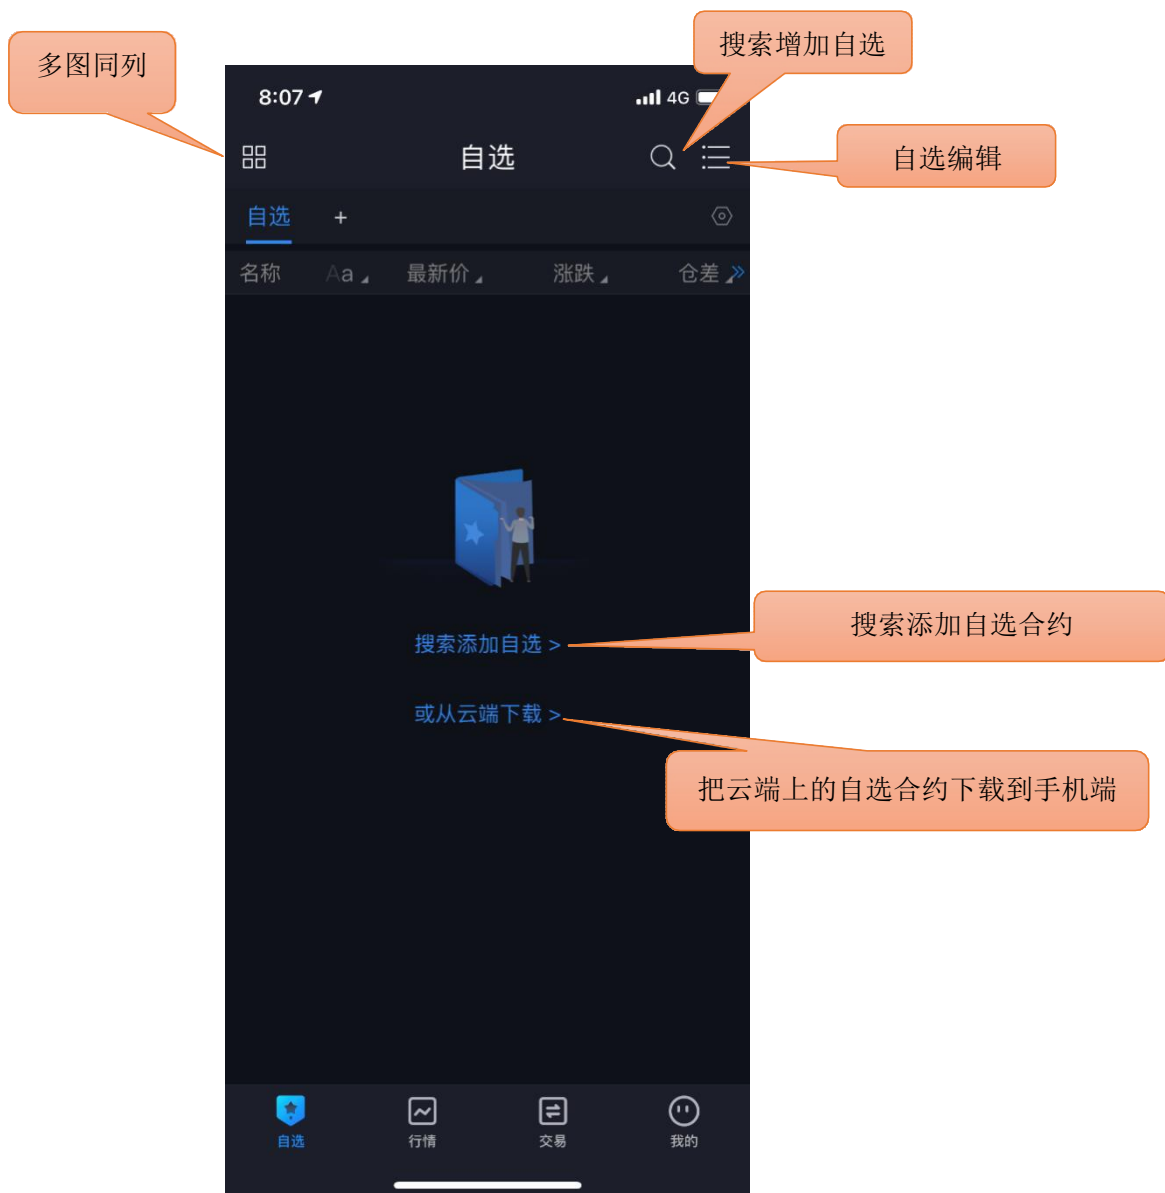 多图同列
搜索增加自选
8:07
4G
自选
自选编辑
自选 +
名称 Aa 最新价 涨跌 仓差 »
搜索添加自选 >
搜索添加自选合约
或从云端下载 >
把云端上的自选合约下载到手机端
自选 行情 交易 我的